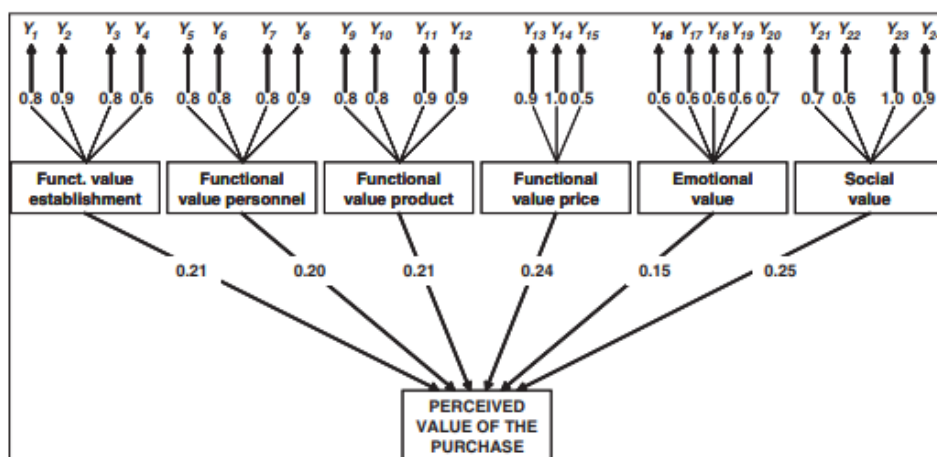 Y1 Y2 Y3 Y4 Y5 Y6 Y7 Y8 Y9 Y10 Y11 Y12 Y13 Y14 Y15 Y16 Y17 Y18 Y19 Y20 Y21 Y22 Y23 Y24
0.8 0.9 0.8 0.6 0.8 0.8 0.8 0.9 0.8 0.8 0.9 0.9 0.9 1.0 0.5 0.6 0.6 0.6 0.6 0.7 0.7 0.6 1.0 0.9
Funct. value
establishment
Functional
value personnel
Functional
value product
Functional
value price
Emotional
value
Social
value
0.21 0.20 0.21 0.24 0.15 0.25
PERCEIVED
VALUE OF THE
PURCHASE